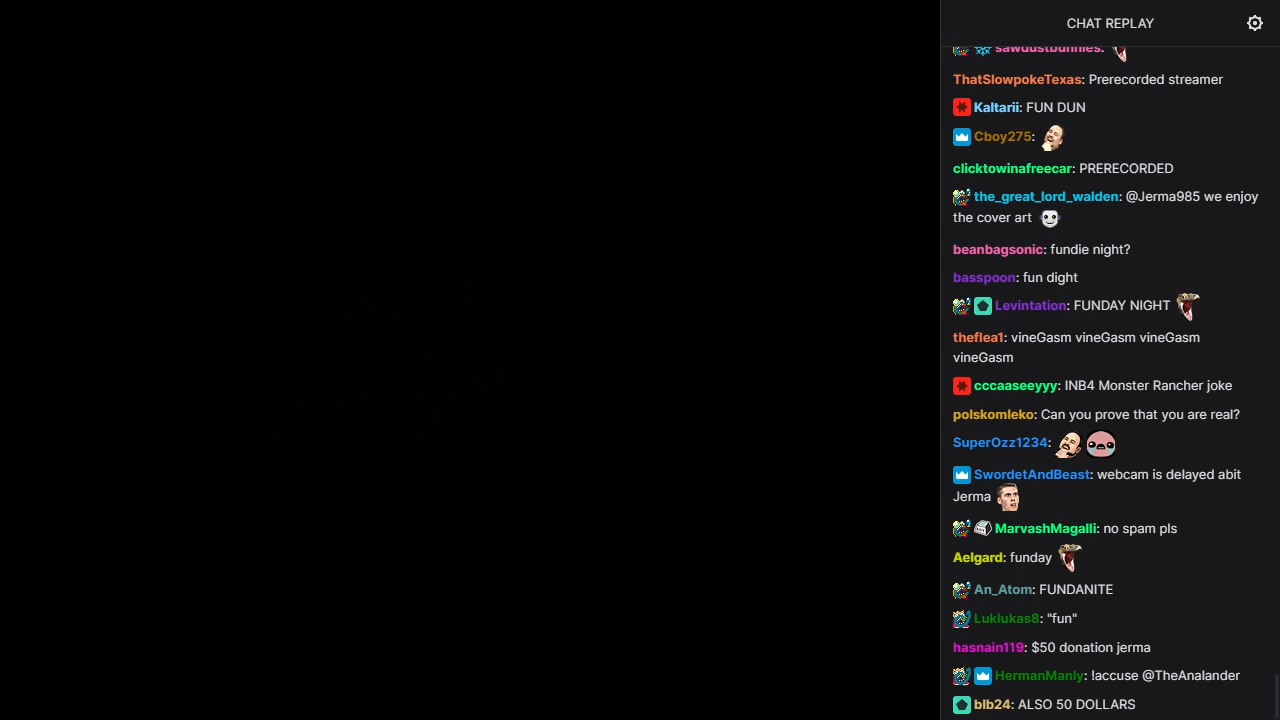 CHAT REPLAY
sawdustbunnies:
ThatSlowpokeTexas: Prerecorded streamer
Kaltarii: FUN DUN
Cboy275:
clicktowinafreecar: PRERECORDED
the_great_lord_walden: @Jerma985 we enjoy
the cover art
beanbagsonic: fundie night?
basspoon: fun dight
Levintation: FUNDAY NIGHT
theflea1: vineGasm vineGasm vineGasm
vineGasm
cccaaseeyyy: INB4 Monster Rancher joke
polskomleko: Can you prove that you are real?
SuperOzz1234:
SwordetAndBeast: webcam is delayed abit
Jerma
MarvashMagalli: no spam pls
Aelgard: funday
An_Atom: FUNDANITE
Luklukas8: "fun"
hasnain119: $50 donation jerma
HermanManly: !accuse @TheAnalander
blb24: ALSO 50 DOLLARS